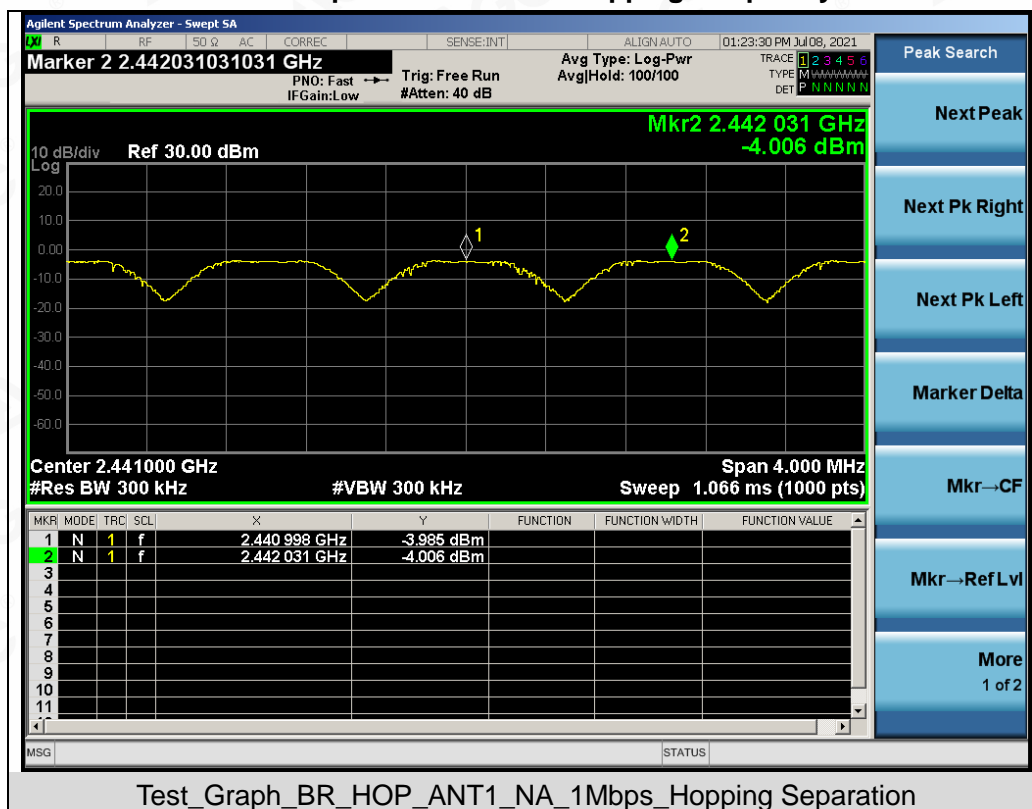 Agilent Spectrum Analyzer - Swept SA
LXI R RF 50 Ω AC CORREC SENSE:INT ALIGN AUTO 01:23:30 PM Jul 08, 2021
Marker 2 2.442031031031 GHz
PNO: Fast
IFGain:Low
Trig: Free Run
#Atten: 40 dB
Avg Type: Log-Pwr
Avg|Hold: 100/100
TRACE 1 2 3 4 5 6
TYPE M
DET P N N N N N
Mkr2 2.442 031 GHz
-4.006 dBm
10 dB/div Ref 30.00 dBm
Log
20.0
10.0
0.00
-10.0
-20.0
-30.0
-40.0
-50.0
-60.0
1
2
Center 2.441000 GHz Span 4.000 MHz
#Res BW 300 kHz #VBW 300 kHz Sweep 1.066 ms (1000 pts)
MKR MODE TRC SCL X Y FUNCTION FUNCTION WIDTH FUNCTION VALUE
1 N 1 f 2.440 998 GHz -3.985 dBm
2 N 1 f 2.442 031 GHz -4.006 dBm
3
4
5
6
7
8
9
10
11
MSG STATUS
Peak Search
Next Peak
Next Pk Right
Next Pk Left
Marker Delta
Mkr→CF
Mkr→Ref Lvl
More
1 of 2
Test_Graph_BR_HOP_ANT1_NA_1Mbps_Hopping Separation